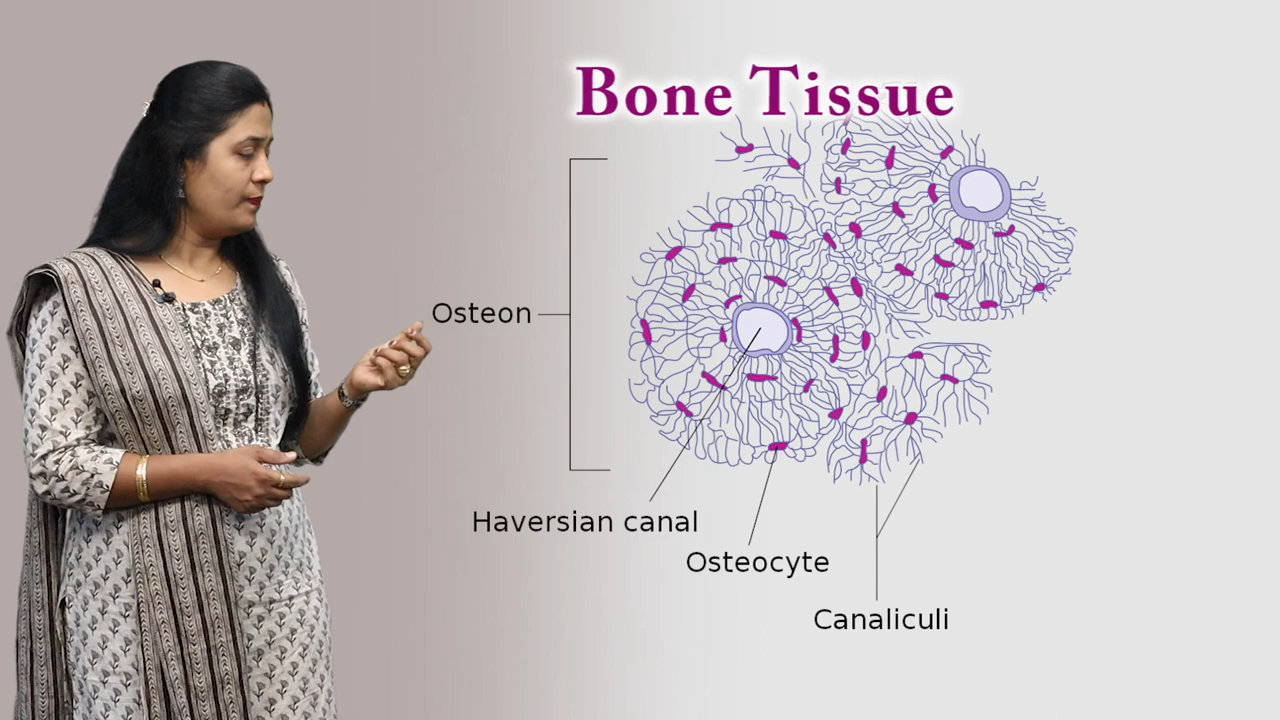 Bone Tissue
Osteon
Haversian canal
Osteocyte
Canaliculi